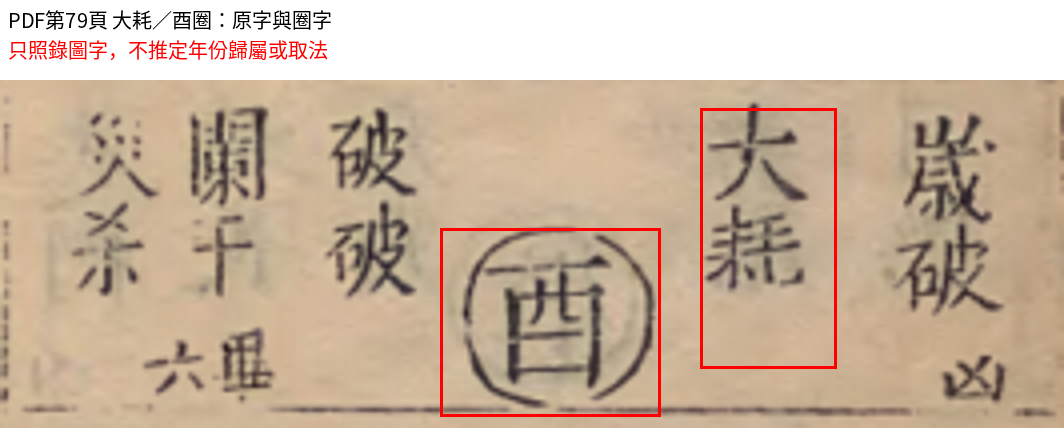 PDF第79頁 大耗／酉圈：原字與圈字
只照錄圖字，不推定年份歸屬或取法
歲破
凶
大耗
酉
破破
闌干
災杀
六